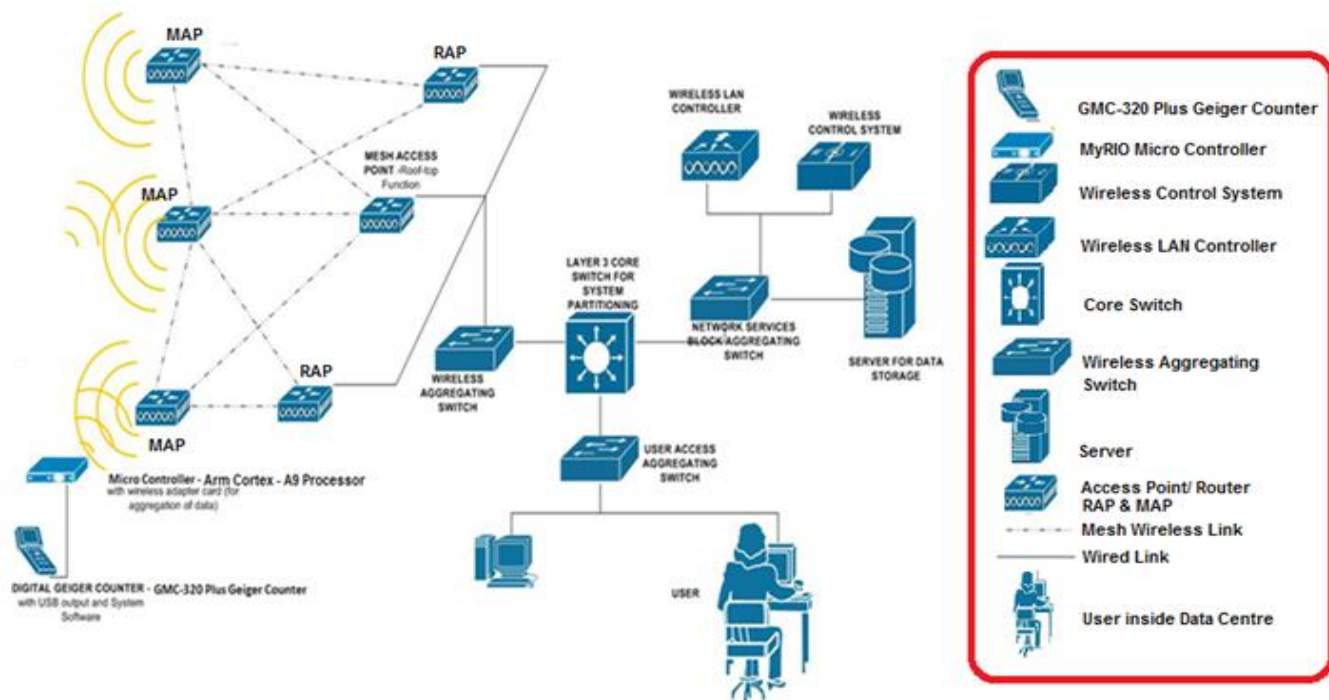 MAP
RAP
MESH ACCESS
POINT -Roof-top
Function
MAP
RAP
MAP
WIRELESS LAN
CONTROLLER
WIRELESS
CONTROL SYSTEM
LAYER 3 CORE
SWITCH FOR
SYSTEM
PARTITIONING
WIRELESS
AGGREGATING
SWITCH
NETWORK SERVICES
BLOCK AGGREGATING
SWITCH
SERVER FOR DATA
STORAGE
USER ACCESS
AGGREGATING
SWITCH
USER
Micro Controller - Arm Cortex - A9 Processor
with wireless adapter card (for
aggregation of data)
DIGITAL GEIGER COUNTER - GMC-320 Plus Geiger Counter
with USB output and System
Software
GMC-320 Plus Geiger Counter
MyRIO Micro Controller
Wireless Control System
Wireless LAN Controller
Core Switch
Wireless Aggregating
Switch
Server
Access Point/ Router
RAP & MAP
Mesh Wireless Link
Wired Link
User inside Data Centre